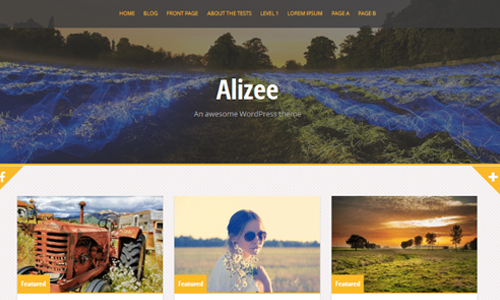 HOME BLOG FRONT PAGE ABOUT THE TESTS LEVEL 1 LOREM IPSUM PAGE A PAGE B
Alizee
An awesome WordPress theme
f +
Featured Featured Featured